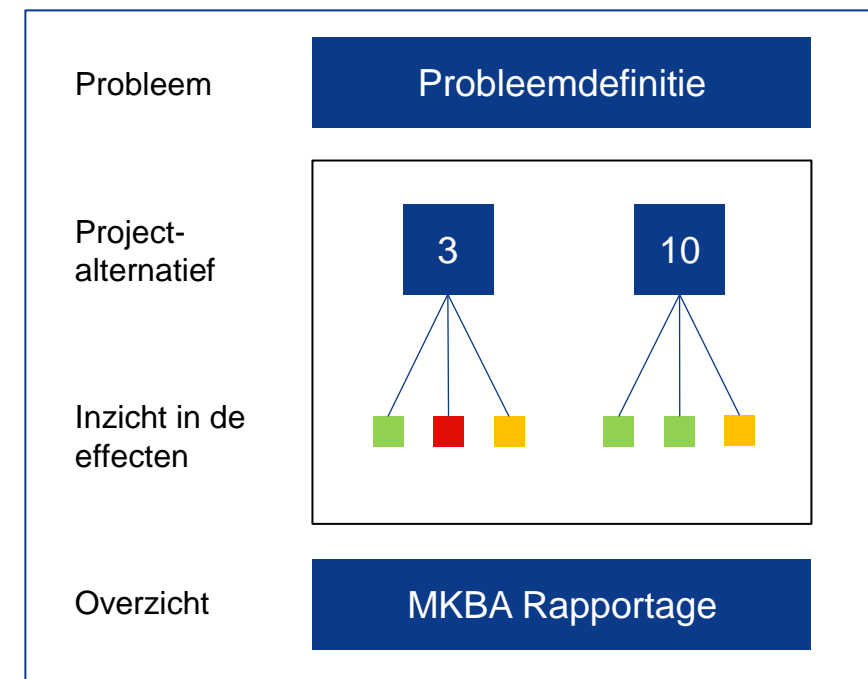 Probleem
Probleemdefinitie
Project-
alternatief
3
10
Inzicht in de
effecten
Overzicht
MKBA Rapportage